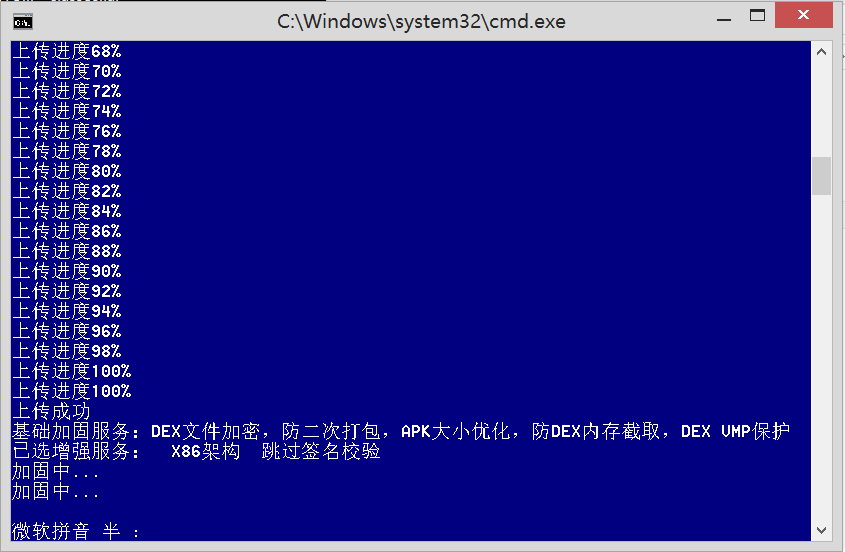 C:\Windows\system32\cmd.exe
上传进度68%
上传进度70%
上传进度72%
上传进度74%
上传进度76%
上传进度78%
上传进度80%
上传进度82%
上传进度84%
上传进度86%
上传进度88%
上传进度90%
上传进度92%
上传进度94%
上传进度96%
上传进度98%
上传进度100%
上传进度100%
上传成功
基础加固服务：DEX文件加密，防二次打包，APK大小优化，防DEX内存截取，DEX VMP保护
已选增强服务：  X86架构  跳过签名校验
加固中...
加固中...
微软拼音 半 :